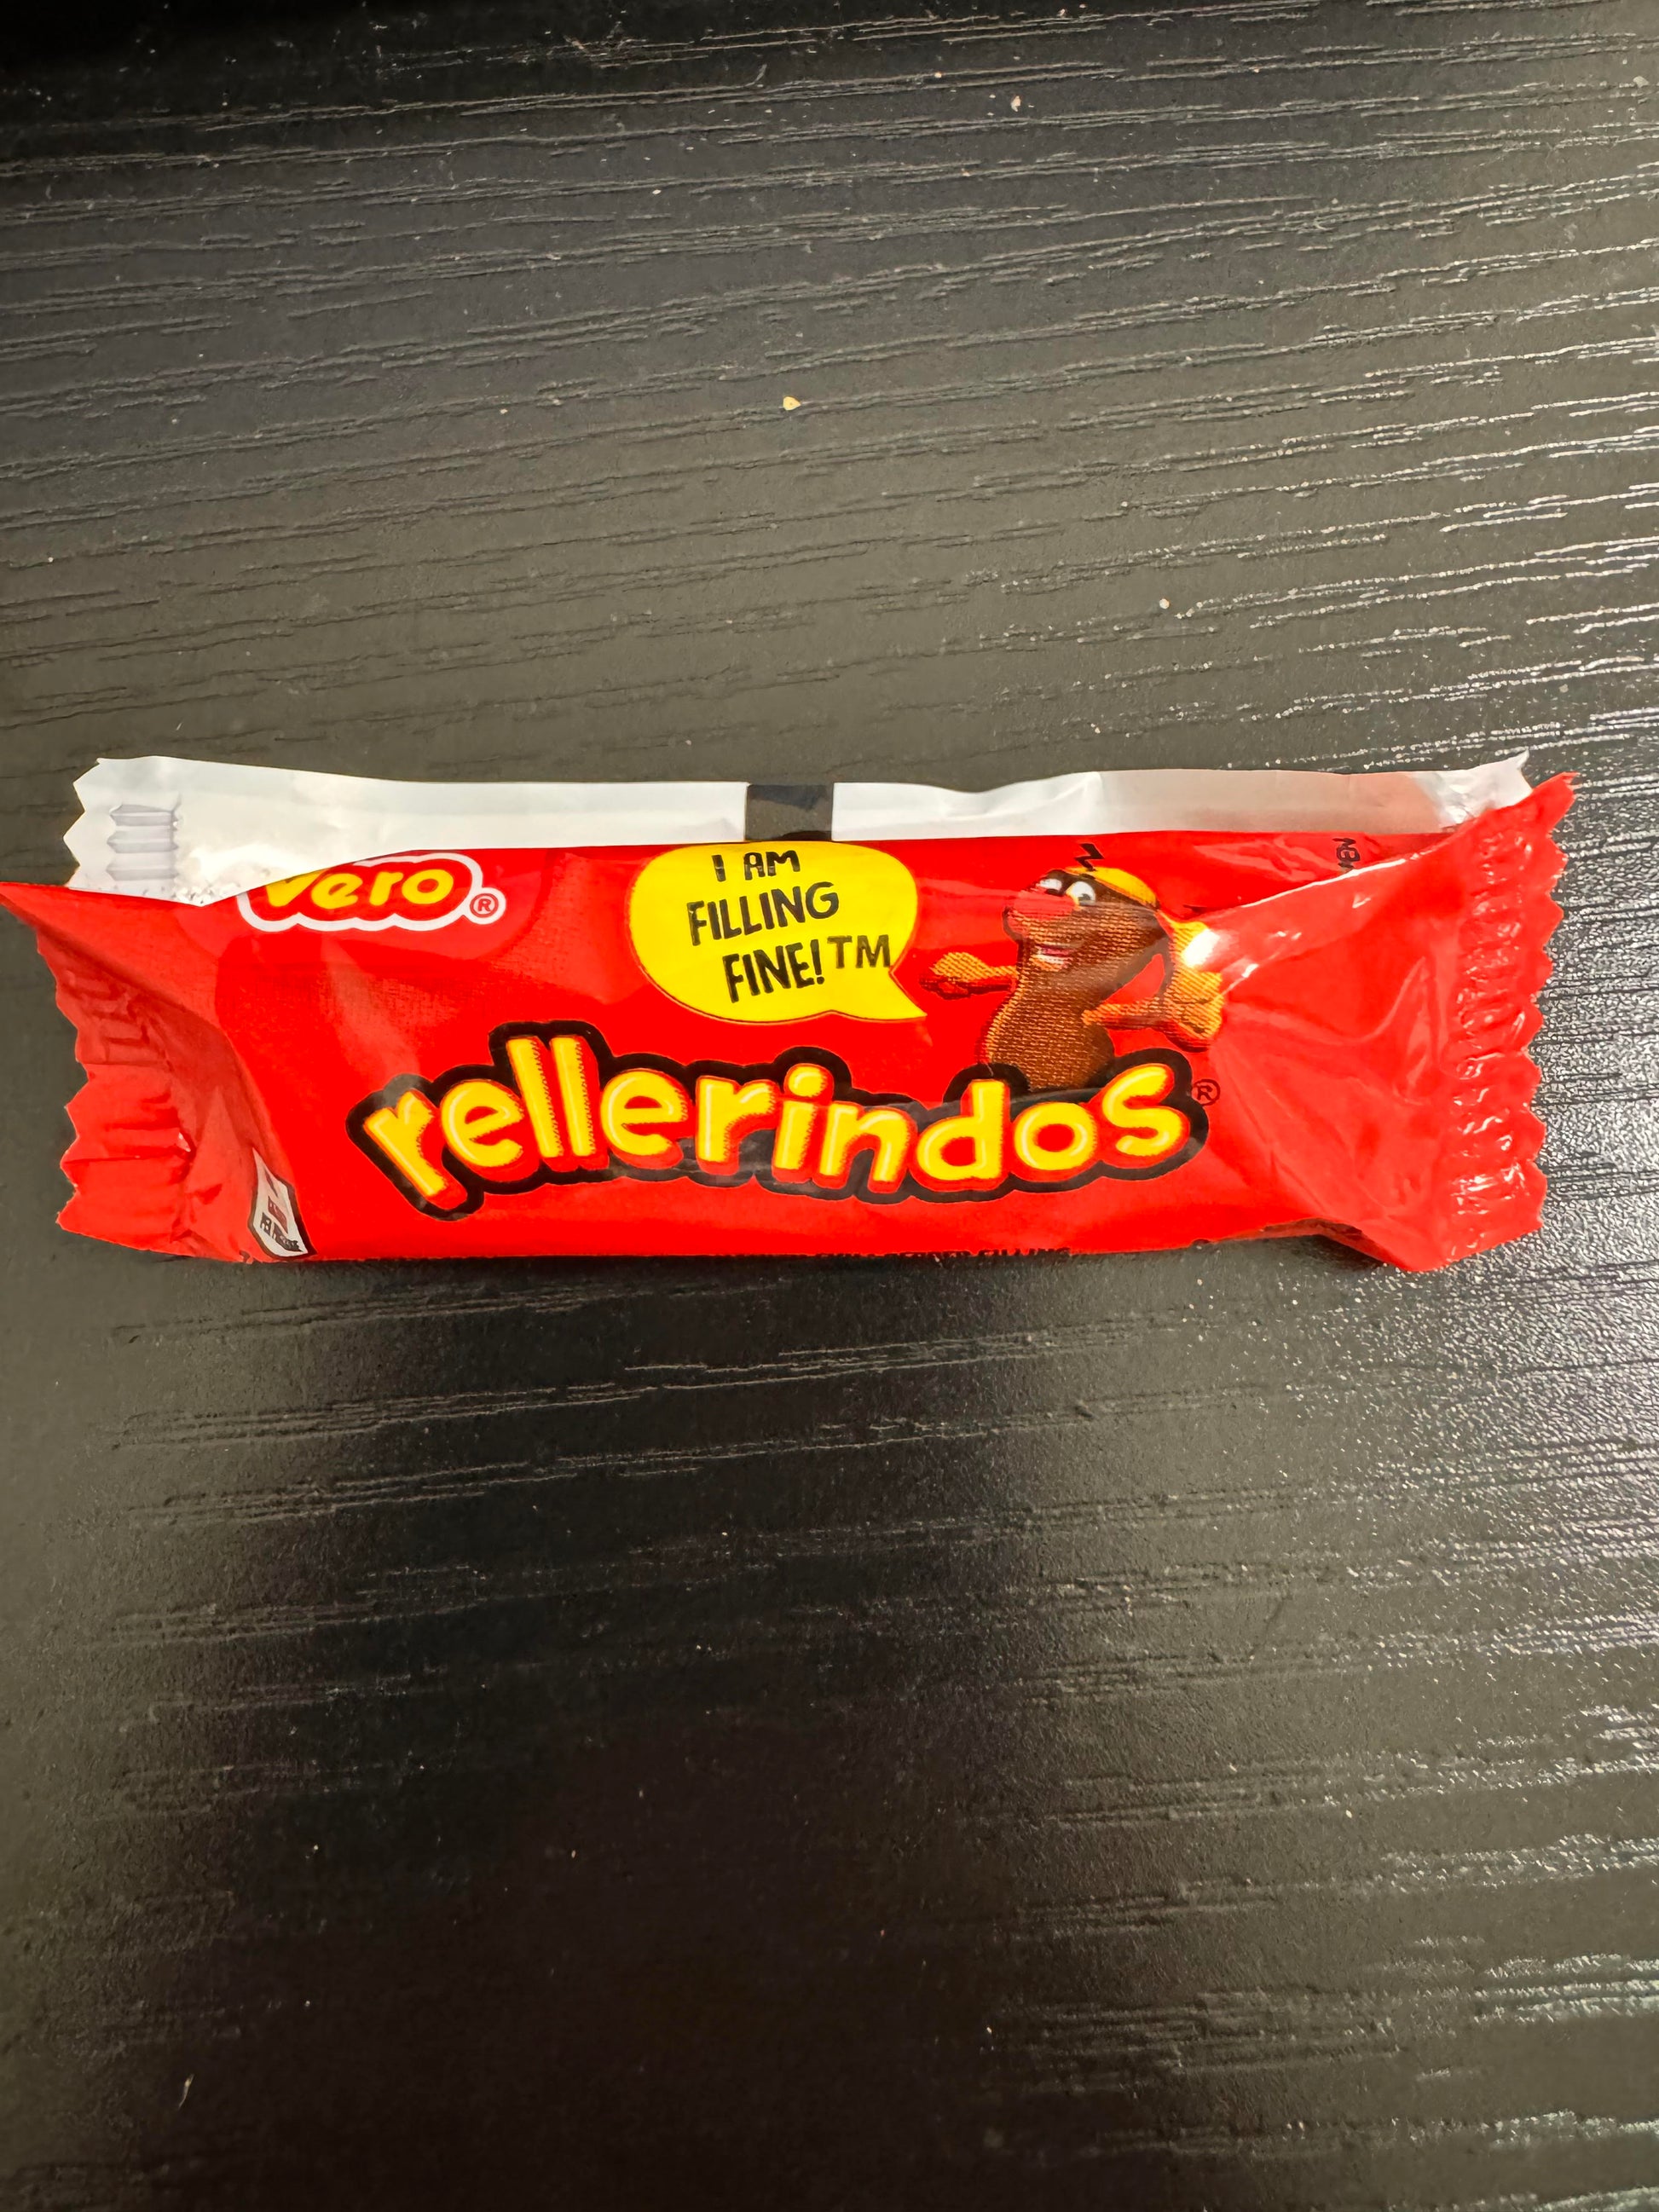 Vero®
I AM
FILLING
FINE!™
rellerindos®